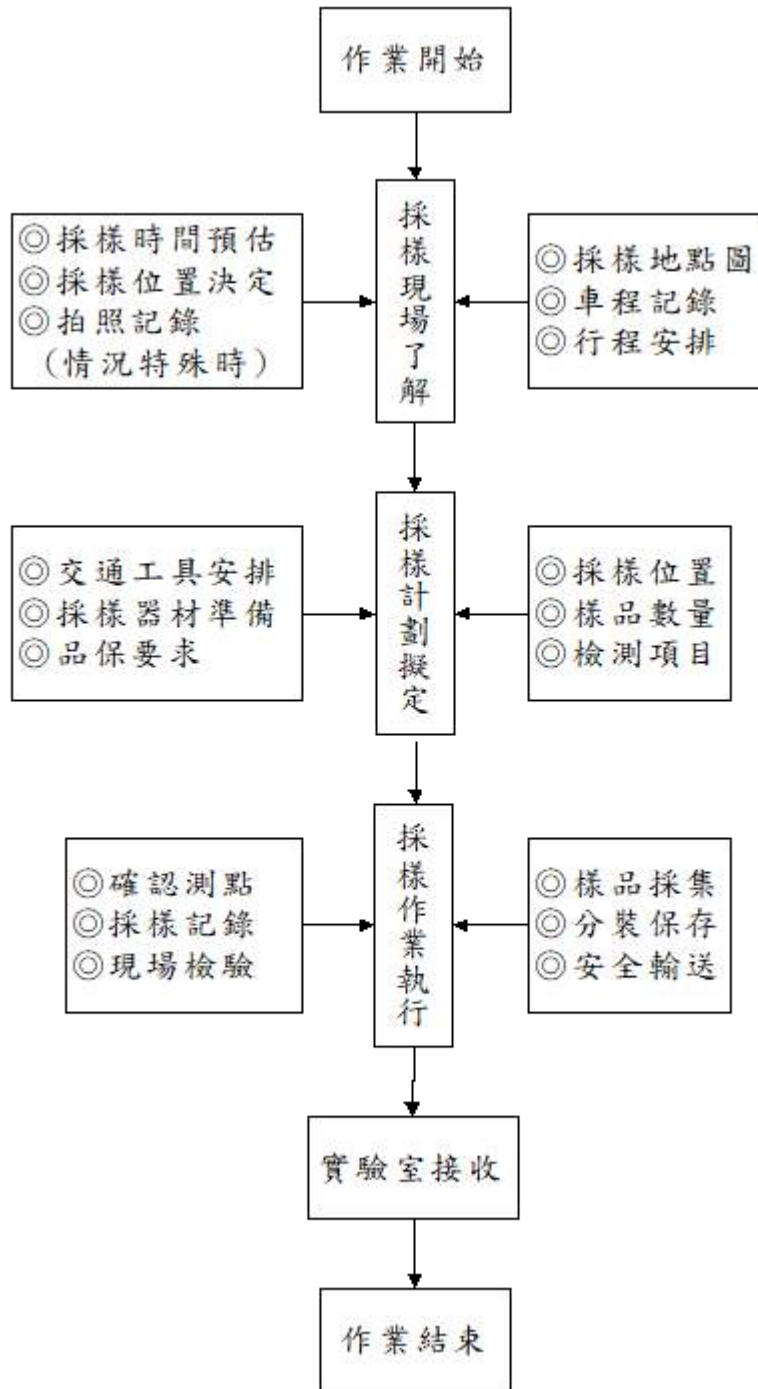 作業開始
採樣現場了解
◎採樣時間預估
◎採樣位置決定
◎拍照記錄
(情況特殊時)
◎採樣地點圖
◎車程記錄
◎行程安排
採樣計劃擬定
◎交通工具安排
◎採樣器材準備
◎品保要求
◎採樣位置
◎樣品數量
◎檢測項目
採樣作業執行
◎確認測點
◎採樣記錄
◎現場檢驗
◎樣品採集
◎分裝保存
◎安全輸送
實驗室接收
作業結束